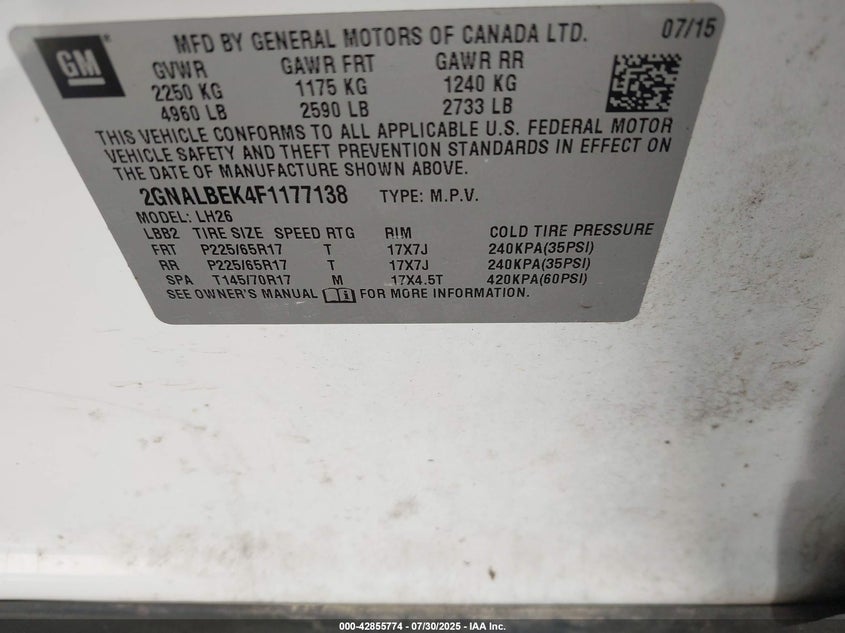 GM
MFD BY GENERAL MOTORS OF CANADA LTD. 07/15
GVWR GAWR FRT GAWR RR
2250 KG 1175 KG 1240 KG
4960 LB 2590 LB 2733 LB
THIS VEHICLE CONFORMS TO ALL APPLICABLE U.S. FEDERAL MOTOR
VEHICLE SAFETY AND THEFT PREVENTION STANDARDS IN EFFECT ON
THE DATE OF MANUFACTURE SHOWN ABOVE.
2GNALBEK4F1177138 TYPE: M.P.V.
MODEL: LH26
LBB2 TIRE SIZE SPEED RTG RIM COLD TIRE PRESSURE
FRT P225/65R17 T 17X7J 240KPA(35PSI)
RR P225/65R17 T 17X7J 240KPA(35PSI)
SPA T145/70R17 M 17X4.5T 420KPA(60PSI)
SEE OWNER'S MANUAL FOR MORE INFORMATION.
000-42855774 - 07/30/2025 - IAA Inc.